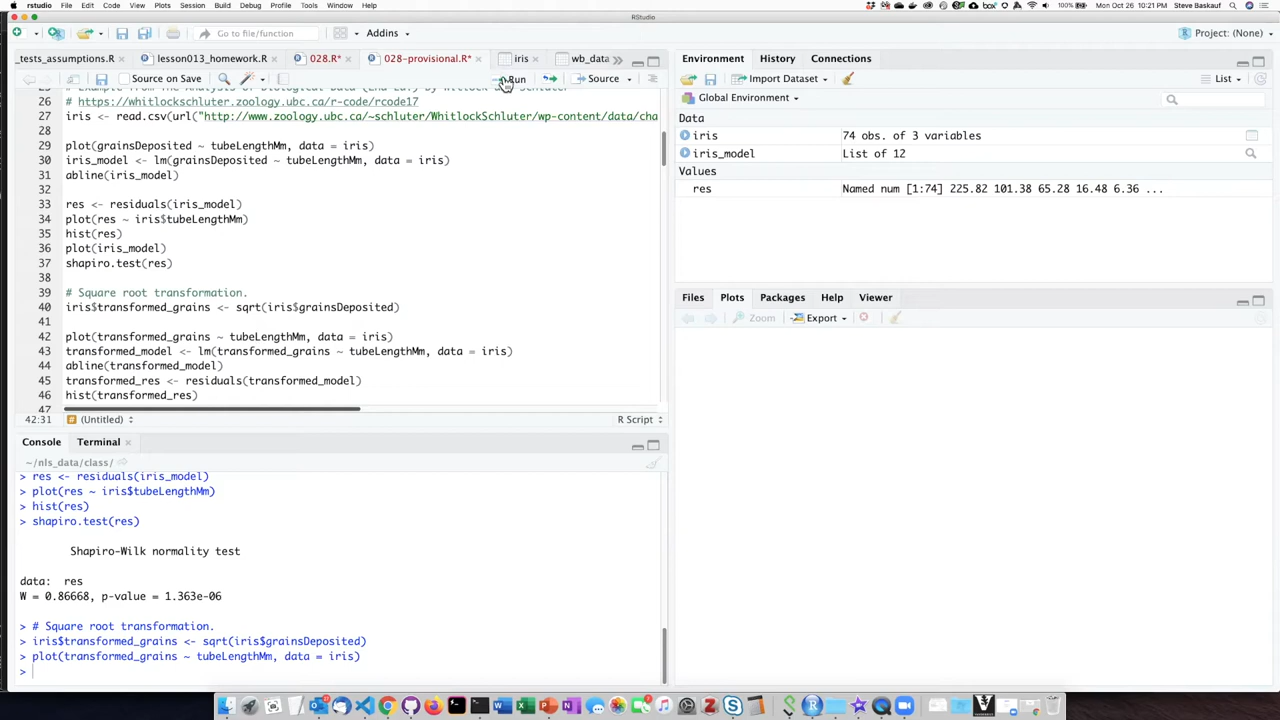 rstudio File Edit Code View Plots Session Build Debug Profile Tools Window Help
100% Mon Oct 26 10:21 PM Steve Baskauf
RStudio
Go to file/function Addins Project: (None)
_tests_assumptions.R lesson013_homework.R 028.R* 028-provisional.R* iris wb_data
Source on Save Run Source
26 # https://whitlockschluter.zoology.ubc.ca/r-code/rcode17
27 iris <- read.csv(url("http://www.zoology.ubc.ca/~schluter/WhitlockSchluter/wp-content/data/cha
28
29 plot(grainsDeposited ~ tubeLengthMm, data = iris)
30 iris_model <- lm(grainsDeposited ~ tubeLengthMm, data = iris)
31 abline(iris_model)
32
33 res <- residuals(iris_model)
34 plot(res ~ iris$tubeLengthMm)
35 hist(res)
36 plot(iris_model)
37 shapiro.test(res)
38
39 # Square root transformation.
40 iris$transformed_grains <- sqrt(iris$grainsDeposited)
41
42 plot(transformed_grains ~ tubeLengthMm, data = iris)
43 transformed_model <- lm(transformed_grains ~ tubeLengthMm, data = iris)
44 abline(transformed_model)
45 transformed_res <- residuals(transformed_model)
46 hist(transformed_res)
47
42:31 (Untitled) R Script
Console Terminal
~/nls_data/class/
> res <- residuals(iris_model)
> plot(res ~ iris$tubeLengthMm)
> hist(res)
> shapiro.test(res)
Shapiro-Wilk normality test
data: res
W = 0.86668, p-value = 1.363e-06
> # Square root transformation.
> iris$transformed_grains <- sqrt(iris$grainsDeposited)
> plot(transformed_grains ~ tubeLengthMm, data = iris)
>
Environment History Connections
Import Dataset List
Global Environment
Data
iris 74 obs. of 3 variables
iris_model List of 12
Values
res Named num [1:74] 225.82 101.38 65.28 16.48 6.36 ...
Files Plots Packages Help Viewer
Zoom Export